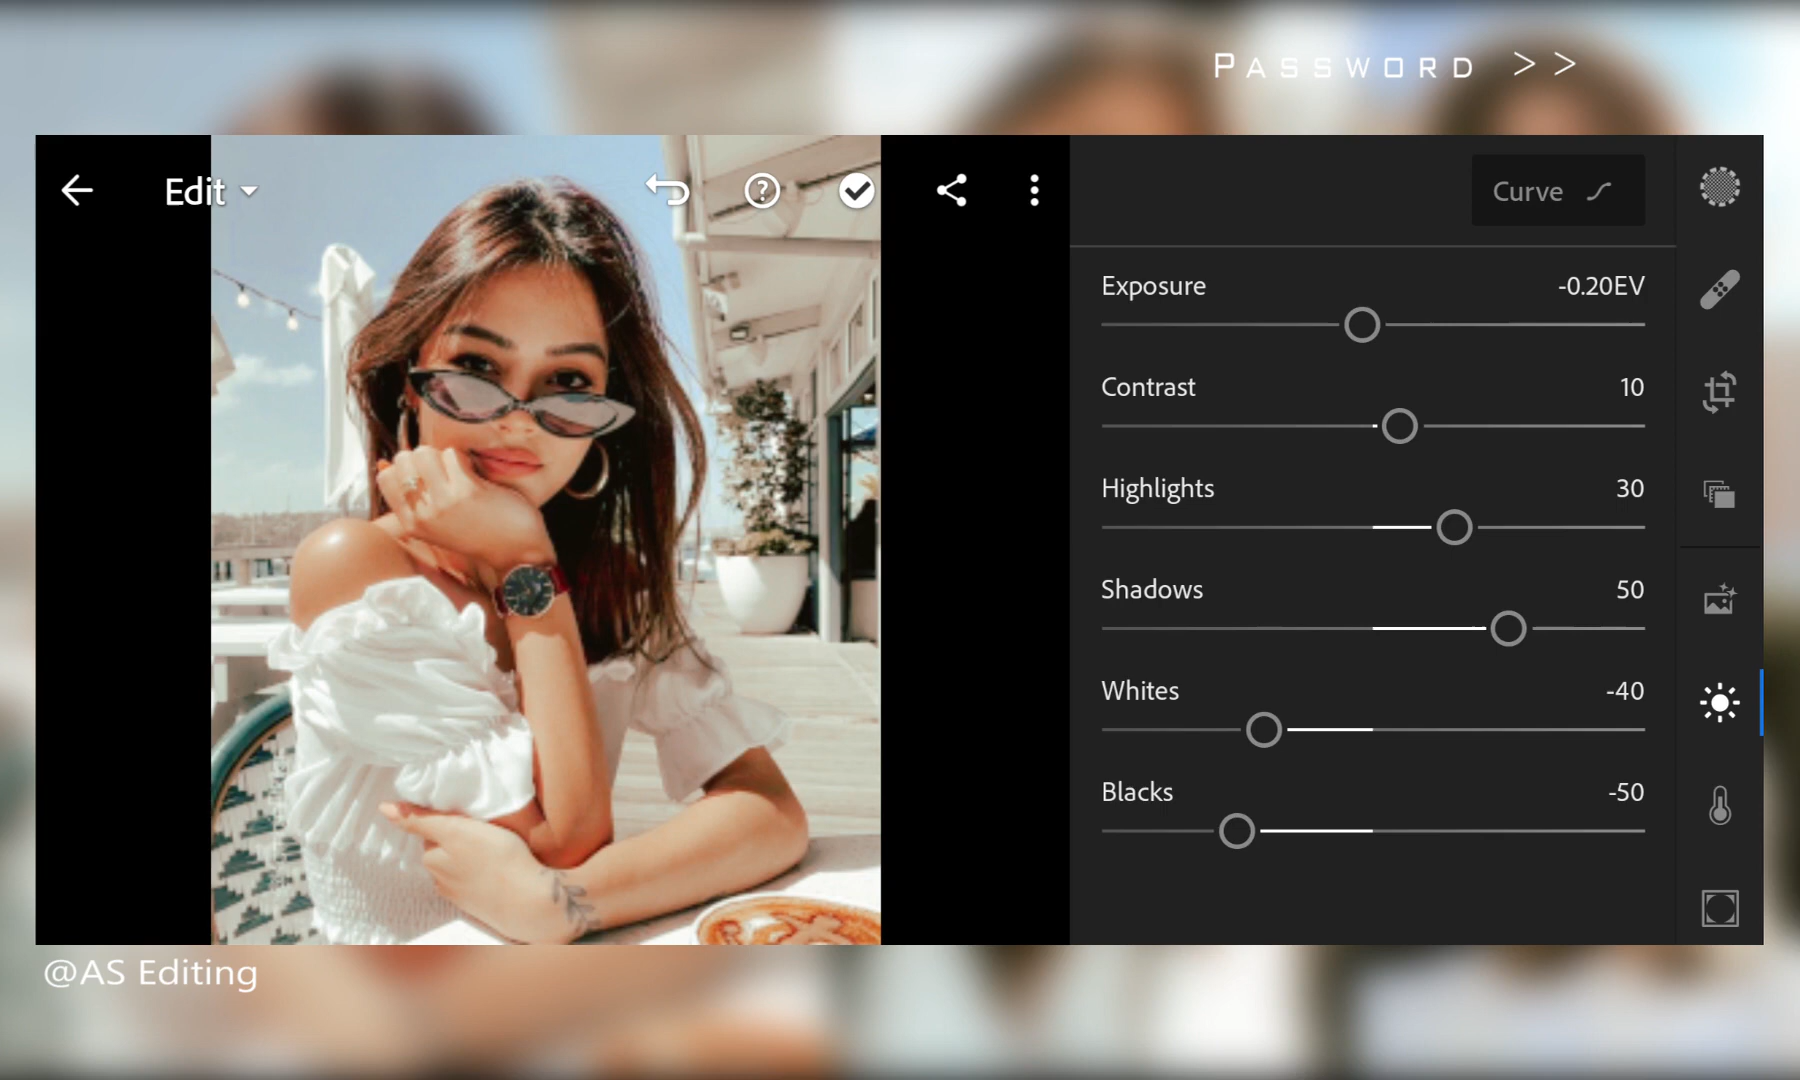 Password >>
Edit
Curve
Exposure -0.20EV
Contrast 10
Highlights 30
Shadows 50
Whites -40
Blacks -50
@AS Editing